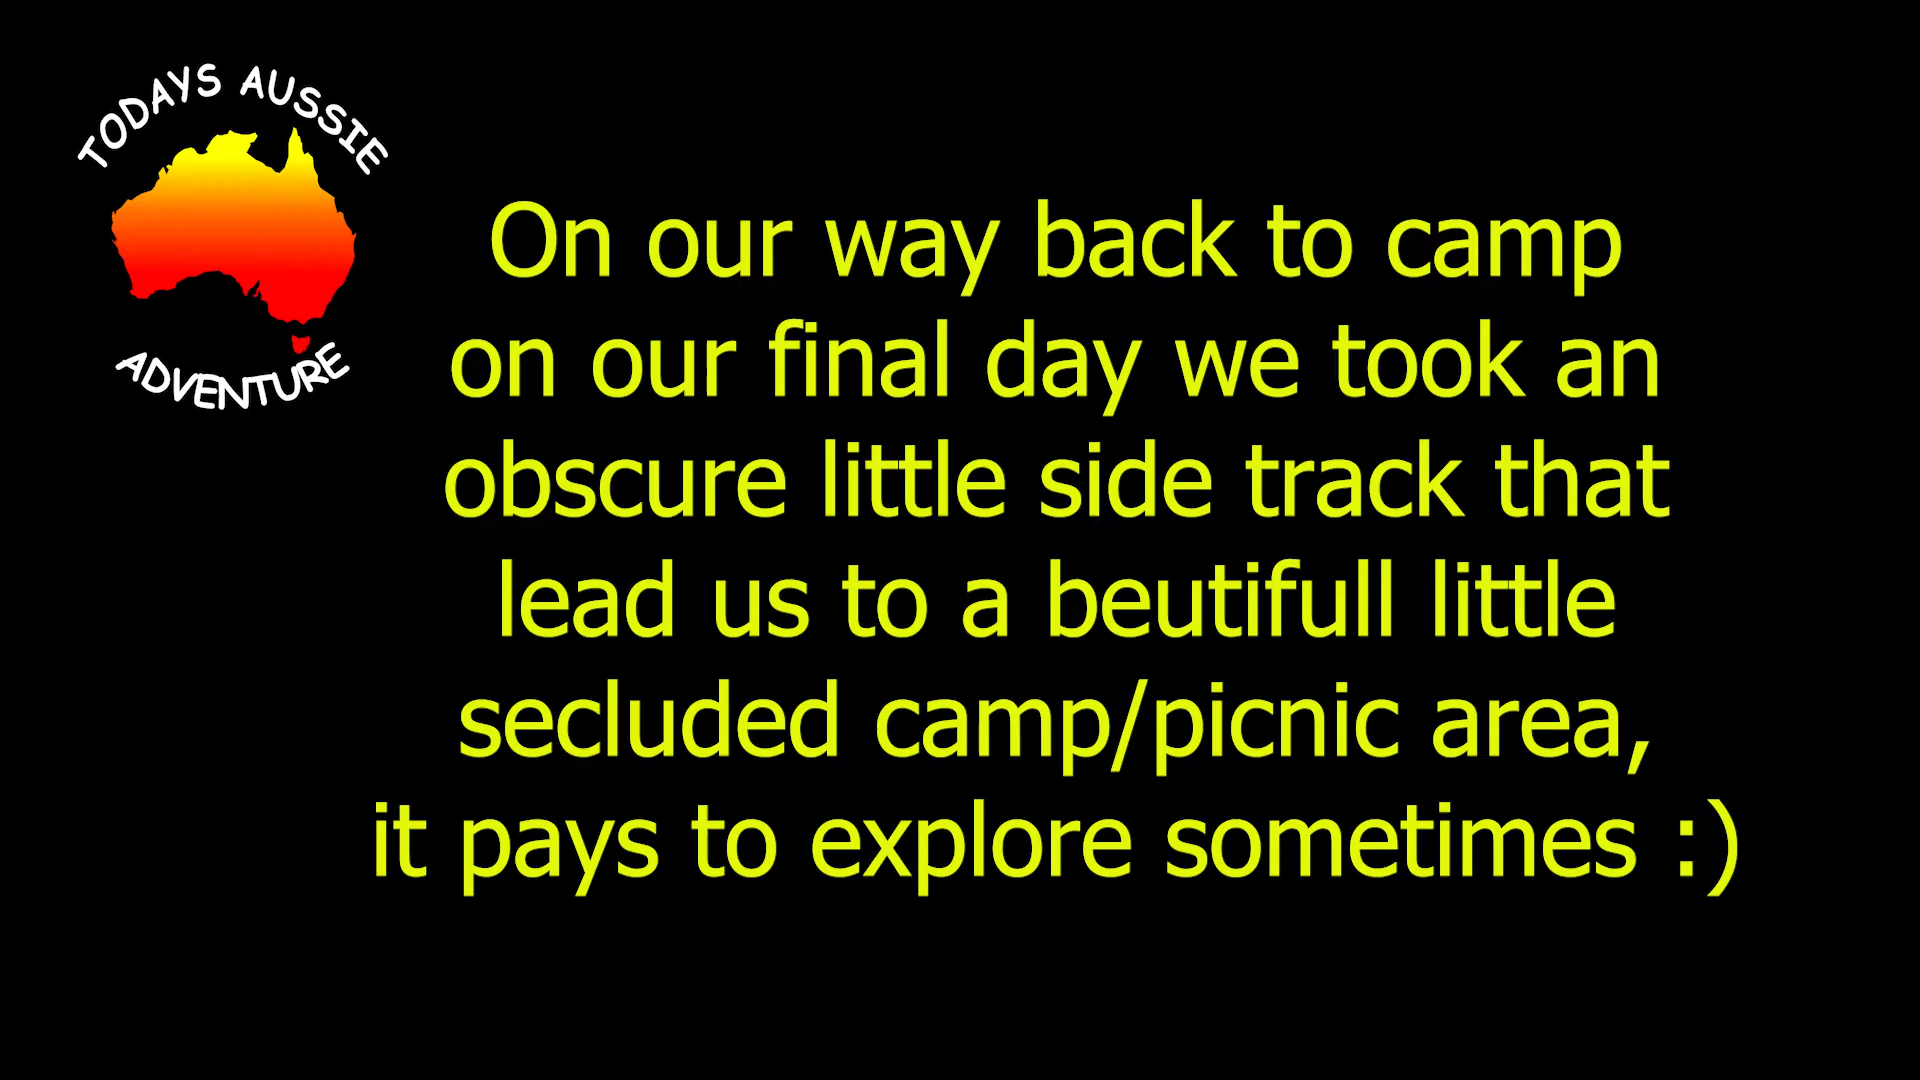 TODAYS AUSSIE
ADVENTURE
On our way back to camp
on our final day we took an
obscure little side track that
lead us to a beutifull little
secluded camp/picnic area,
it pays to explore sometimes :)